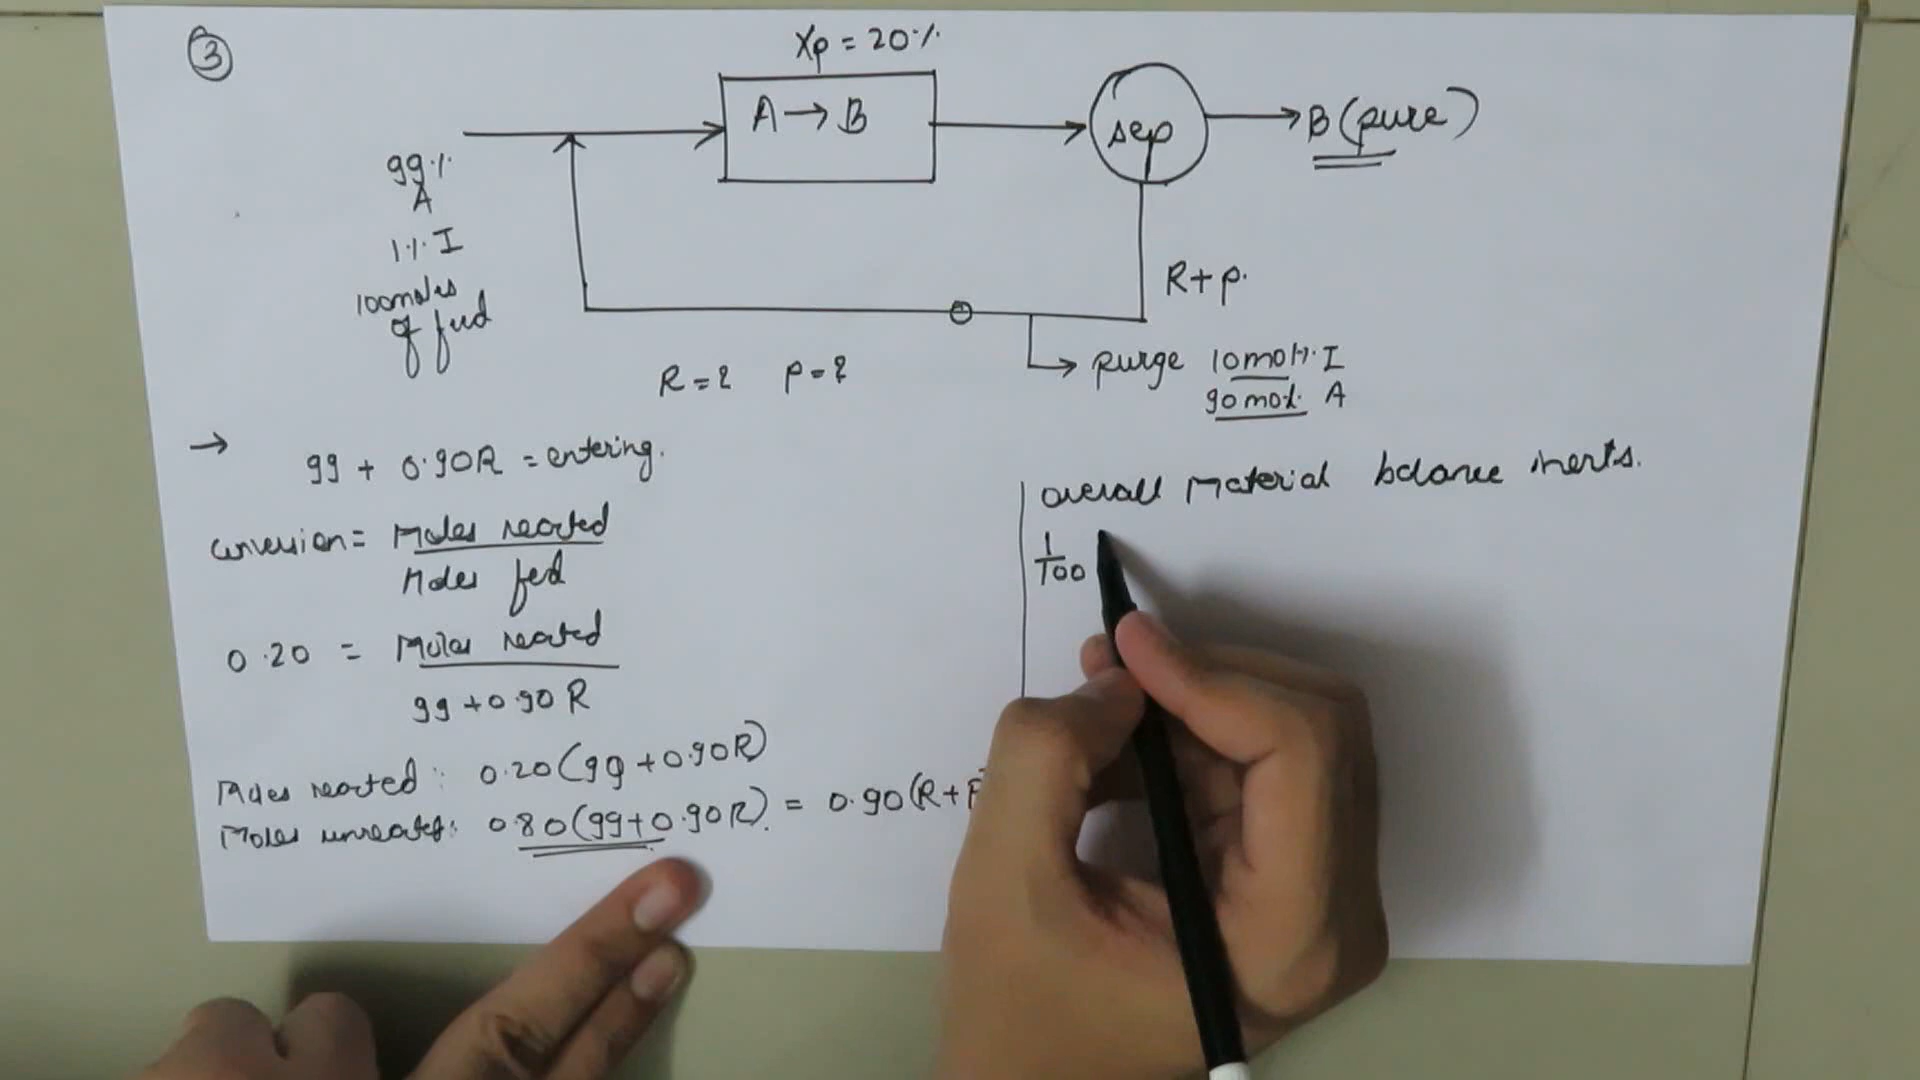 ③
Xp = 20%
A → B
sep
B (pure)
99%
A
1% I
100 moles
of feed
R + P.
R = ? P = ?
purge 10 mol% I
90 mol% A
→ 99 + 0.90R = entering.
conversion = Moles reacted
Moles fed
0.20 = Moles reacted
99 + 0.90 R
Moles reacted : 0.20 (99 + 0.90R)
Moles unreacted : 0.80 (99 + 0.90R). = 0.90 (R + P
overall Material balance inerts.
1
100